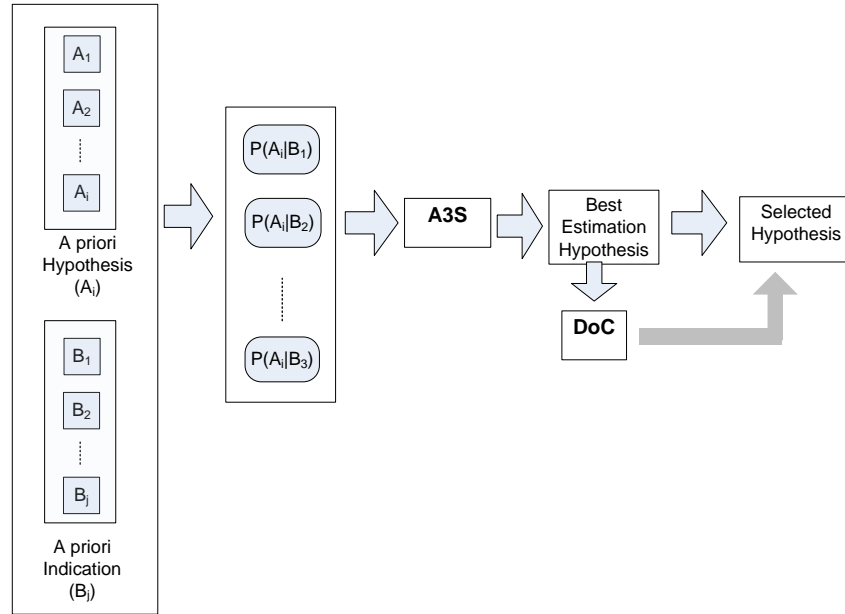 A₁
A₂
Aᵢ
A priori
Hypothesis
(Aᵢ)
B₁
B₂
Bⱼ
A priori
Indication
(Bⱼ)
P(Aᵢ|B₁)
P(Aᵢ|B₂)
P(Aᵢ|B₃)
A3S
Best
Estimation
Hypothesis
DoC
Selected
Hypothesis